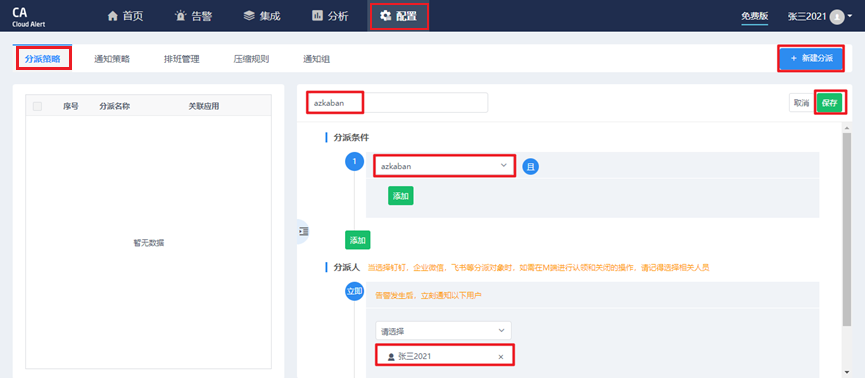 CA
Cloud Alert
首页 告警 集成 分析 配置 免费版 张三2021
分派策略 通知策略 排班管理 压缩规则 通知组 + 新建分派
序号 分派名称 关联应用
暂无数据
azkaban 取消 保存
分派条件
1 azkaban 且
添加
添加
分派人 当选择钉钉、企业微信、飞书等分派对象时，如需在M端进行认领和关闭的操作，请记得选择相关人员
立即 告警发生后，立刻通知以下用户
请选择
张三2021 ×